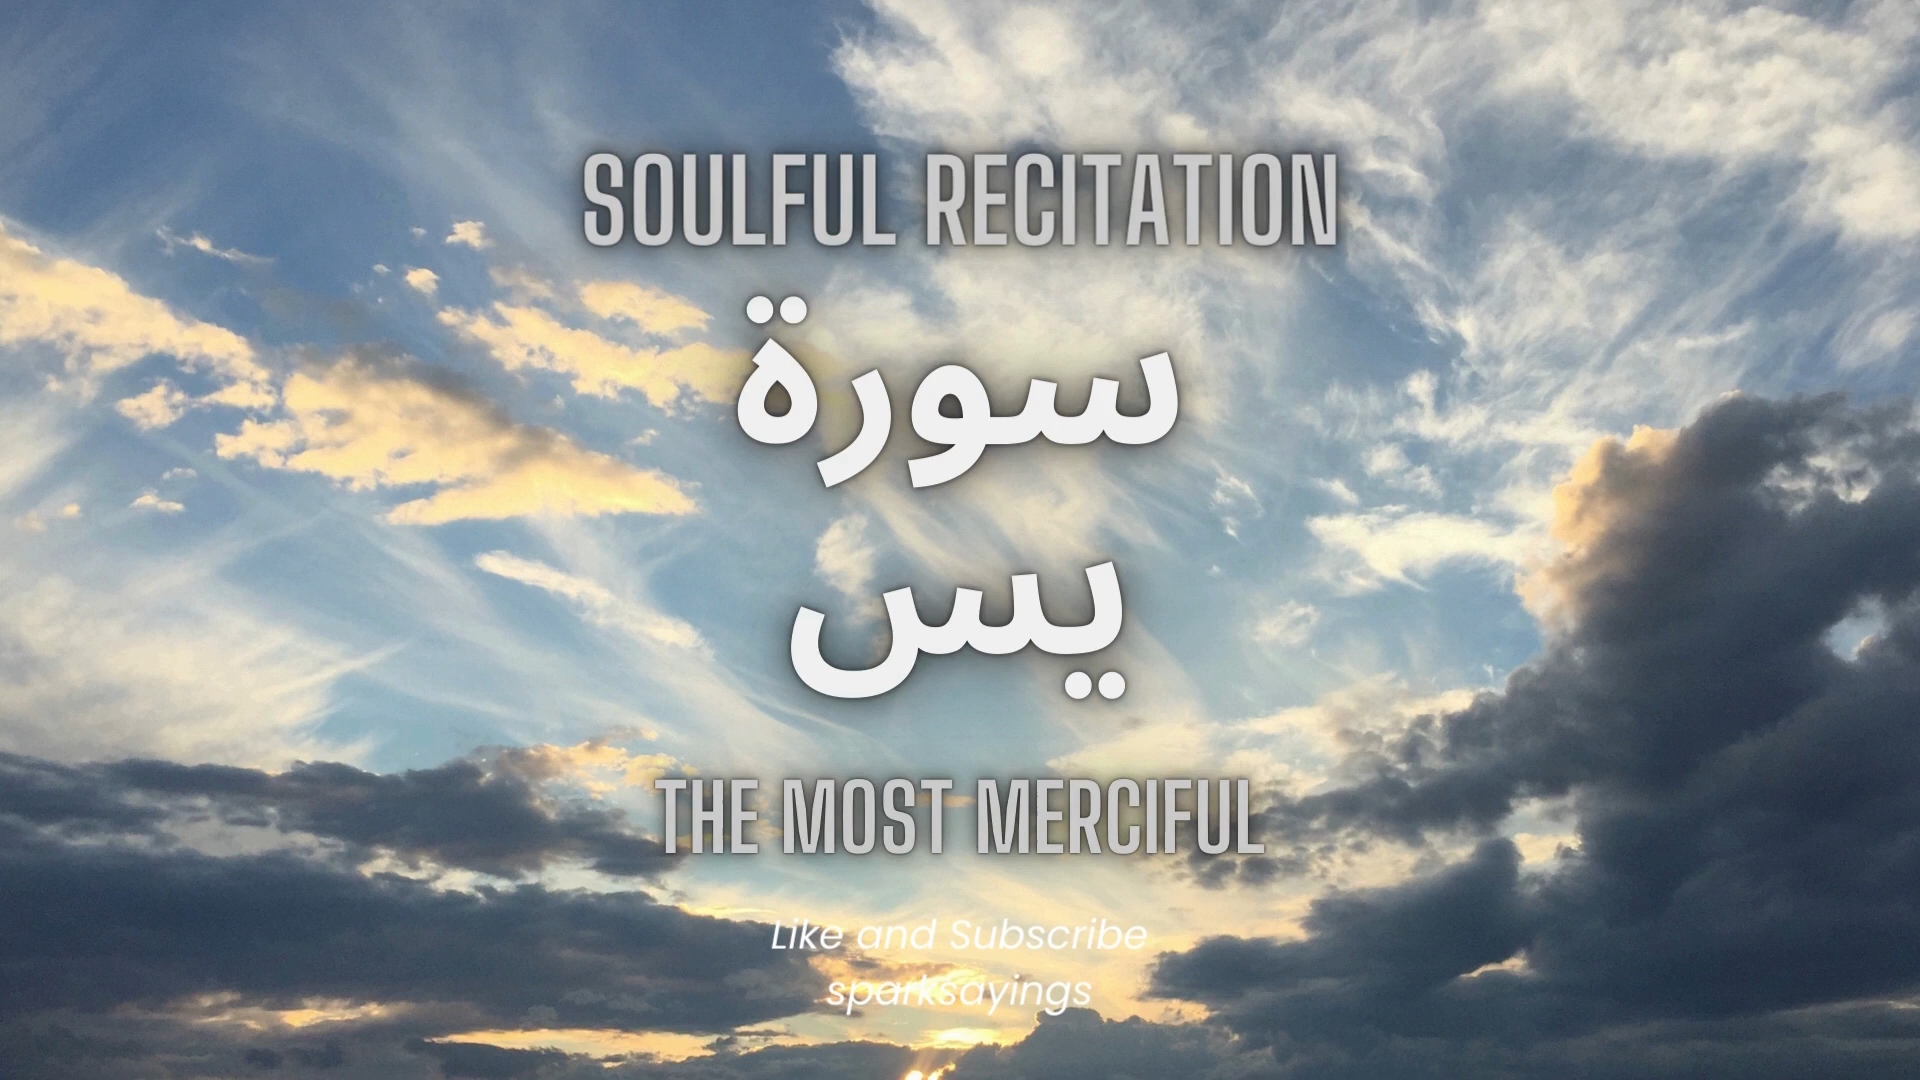 SOULFUL RECITATION
سورة
يس
THE MOST MERCIFUL
Like and Subscribe
sparksayings